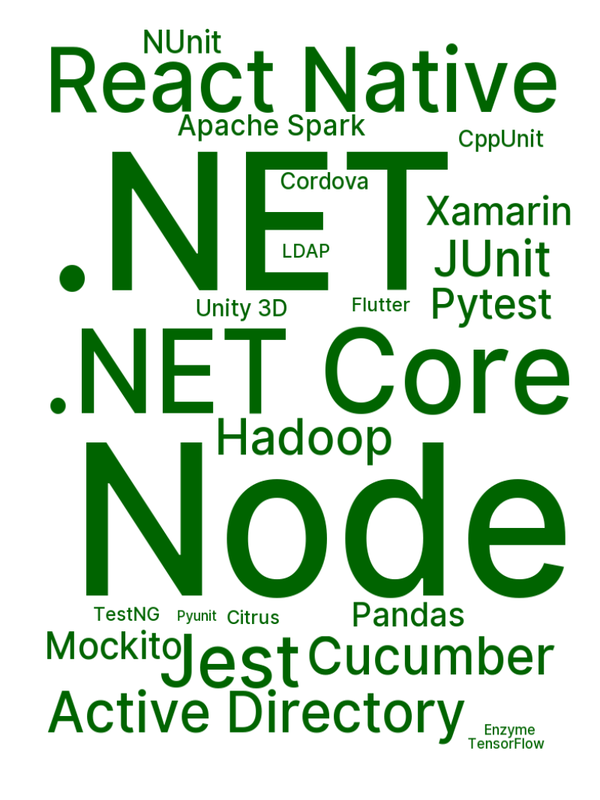 NUnit
React Native
Apache Spark
CppUnit
.NET
Cordova
Xamarin
LDAP
JUnit
Unity 3D
Flutter
Pytest
.NET Core
Hadoop
Node
TestNG
Pyunit
Citrus
Pandas
Mockito
Jest
Cucumber
Active Directory
Enzyme
TensorFlow